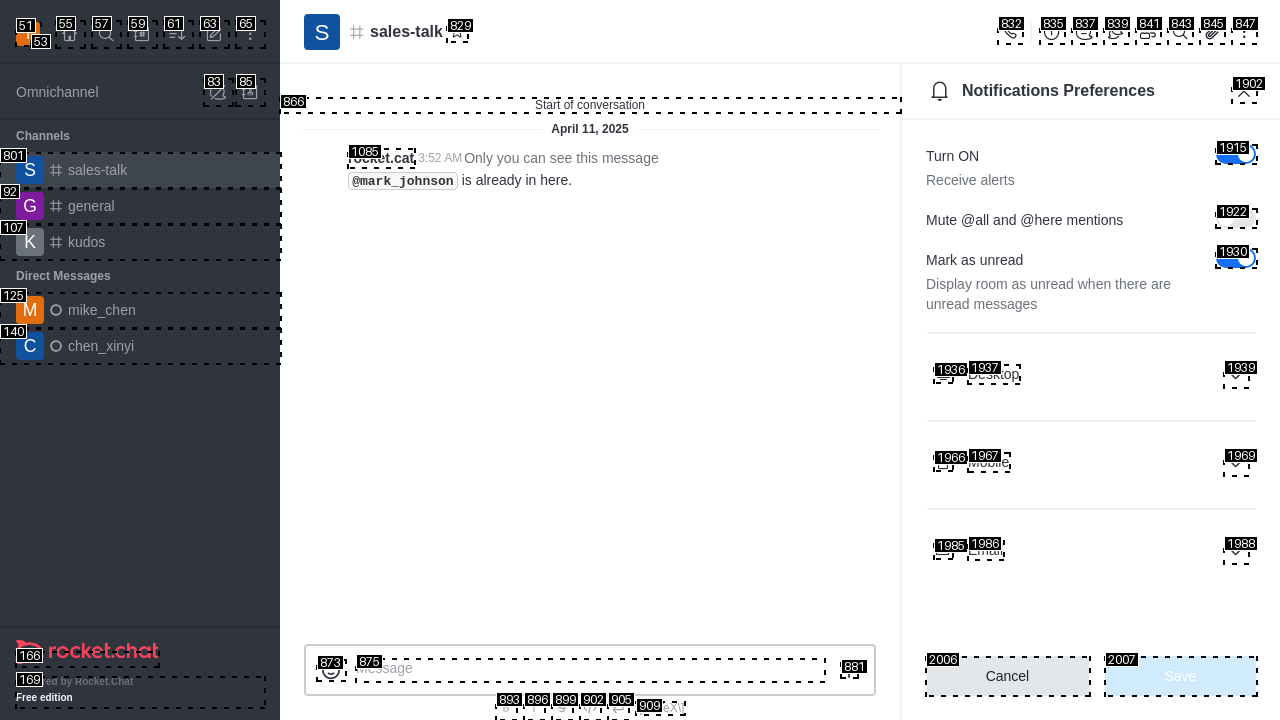 51
53
55
57
59
61
63
65
sales-talk
829
832
835
837
839
841
843
845
847
S
Omnichannel
83
85
Notifications Preferences
1902
866
Start of conversation
April 11, 2025
Channels
801
S
sales-talk
92
G
general
107
K
kudos
Direct Messages
125
M
mike_chen
140
C
chen_xinyi
1085
rocket.cat 3:52 AM Only you can see this message
@mark_johnson is already in here.
Turn ON
1915
Receive alerts
Mute @all and @here mentions
1922
Mark as unread
1930
Display room as unread when there are
unread messages
1936
1937
Desktop
1939
1966
1967
Mobile
1969
1985
1986
Email
1988
166
rocket.chat
169
ed by Rocket.Chat
Free edition
873
875
Message
881
893
896
899
902
905
909
2006
Cancel
2007
Save